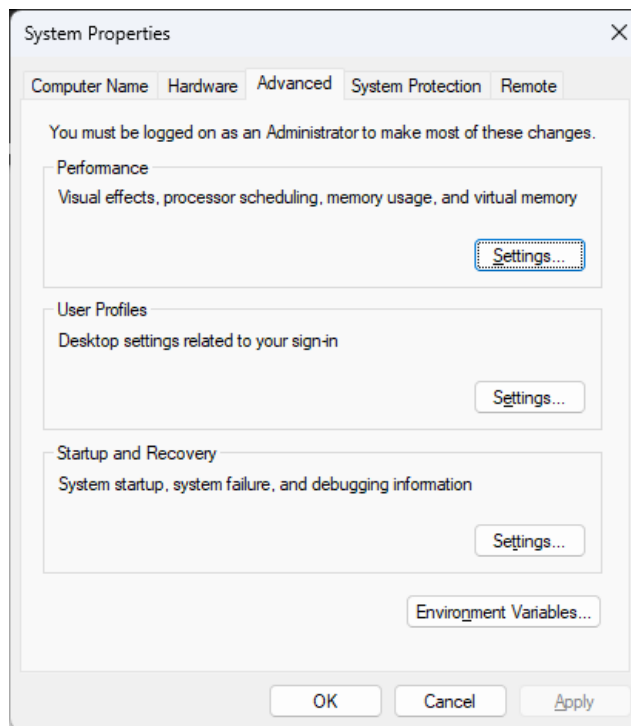 System Properties
Computer Name
Hardware
Advanced
System Protection
Remote
You must be logged on as an Administrator to make most of these changes.
Performance
Visual effects, processor scheduling, memory usage, and virtual memory
Settings...
User Profiles
Desktop settings related to your sign-in
Settings...
Startup and Recovery
System startup, system failure, and debugging information
Settings...
Environment Variables...
OK
Cancel
Apply